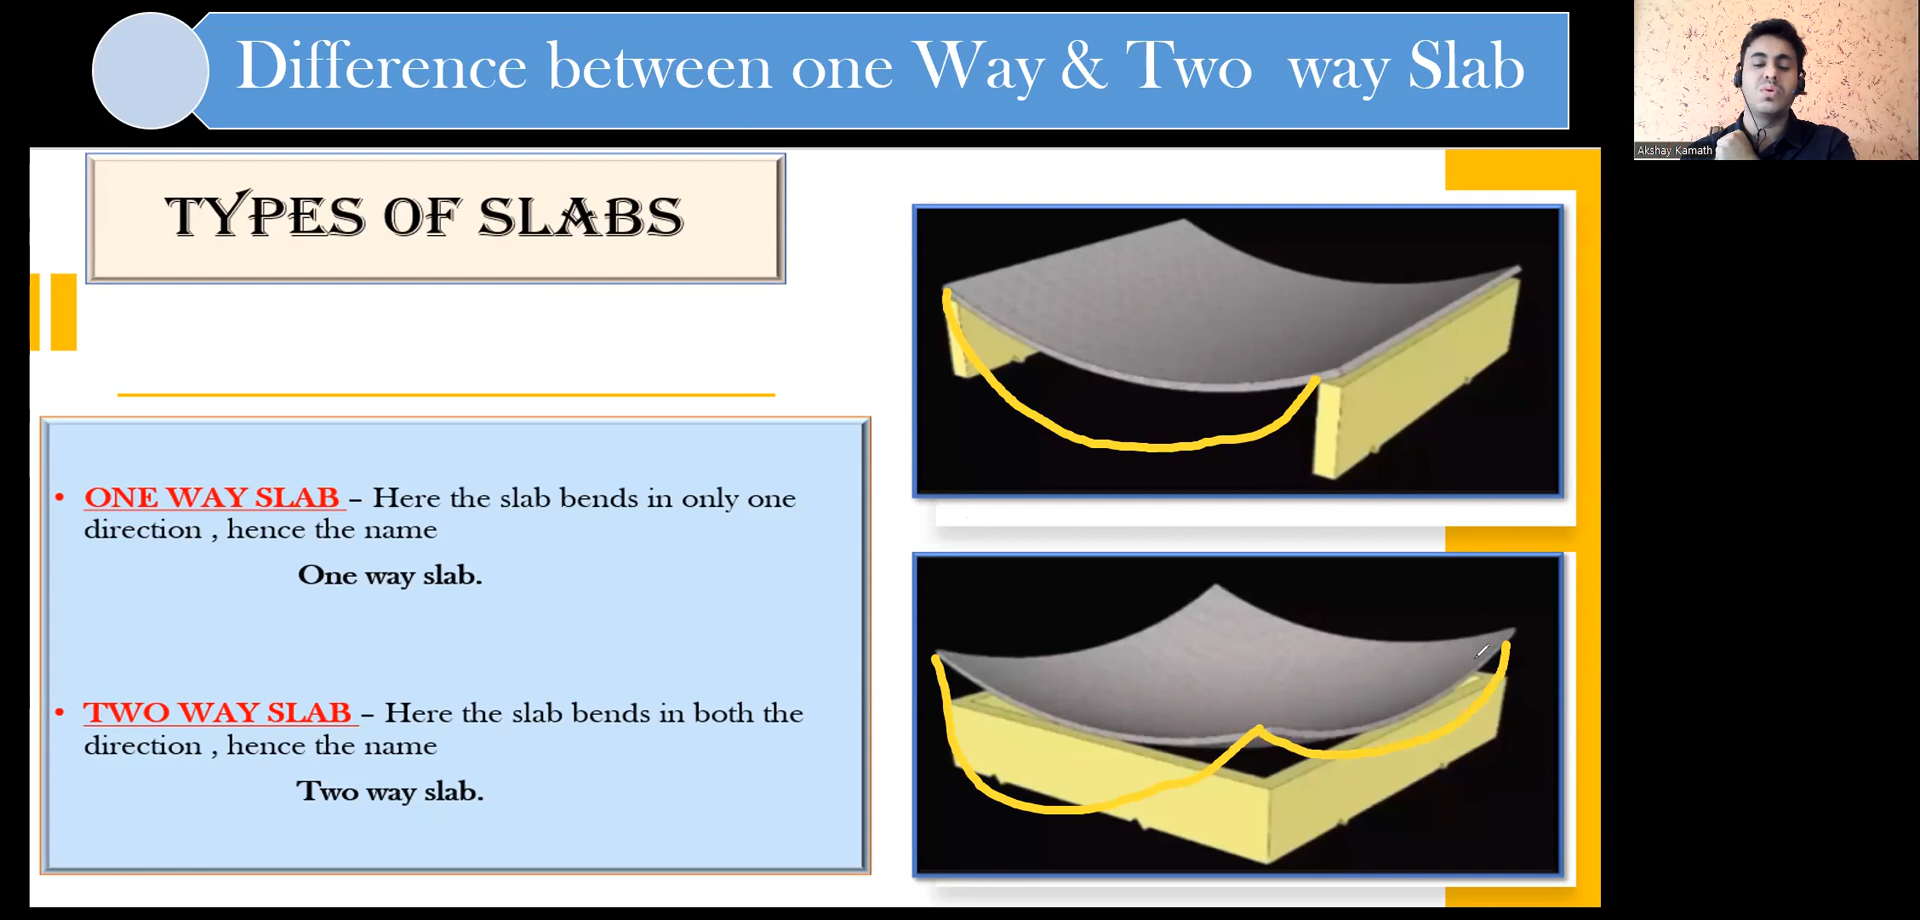 Difference between one Way & Two way Slab
Akshay Kamath
TYPES OF SLABS
• ONE WAY SLAB – Here the slab bends in only one
direction , hence the name
One way slab.
• TWO WAY SLAB – Here the slab bends in both the
direction , hence the name
Two way slab.